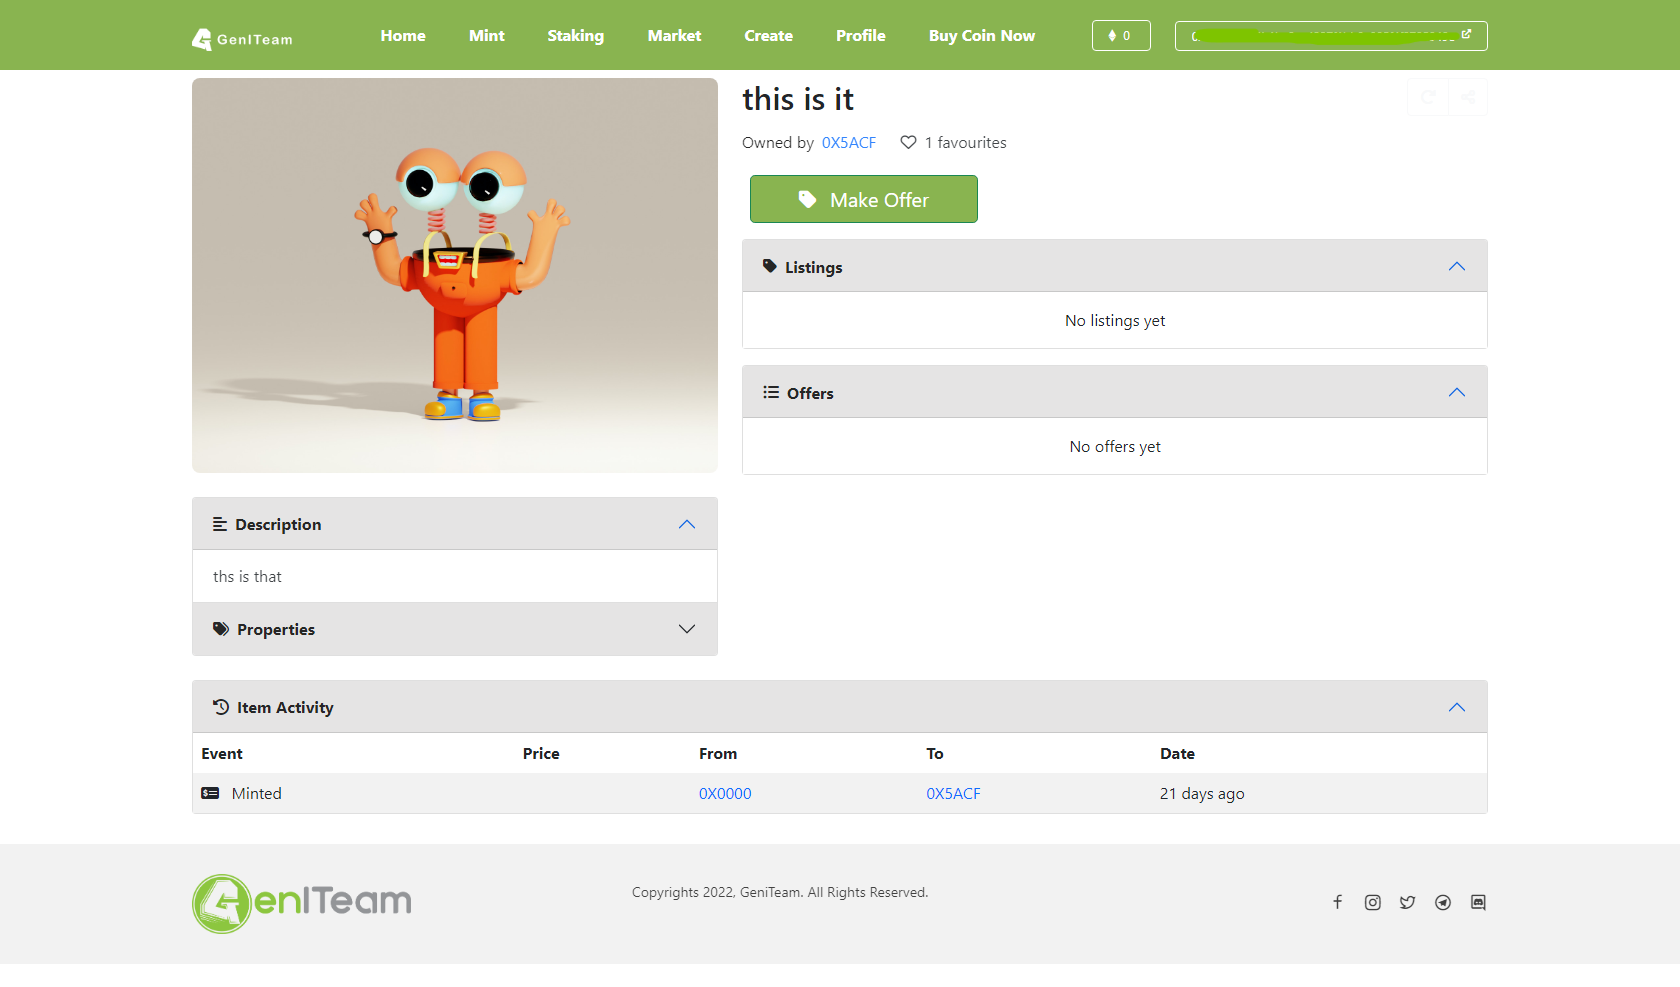 GenITeam
Home Mint Staking Market Create Profile Buy Coin Now 0
this is it
Owned by 0X5ACF 1 favourites
Make Offer
Listings
No listings yet
Offers
No offers yet
Description
ths is that
Properties
Item Activity
Event Price From To Date
Minted 0X0000 0X5ACF 21 days ago
GenITeam
Copyrights 2022, GeniTeam. All Rights Reserved.